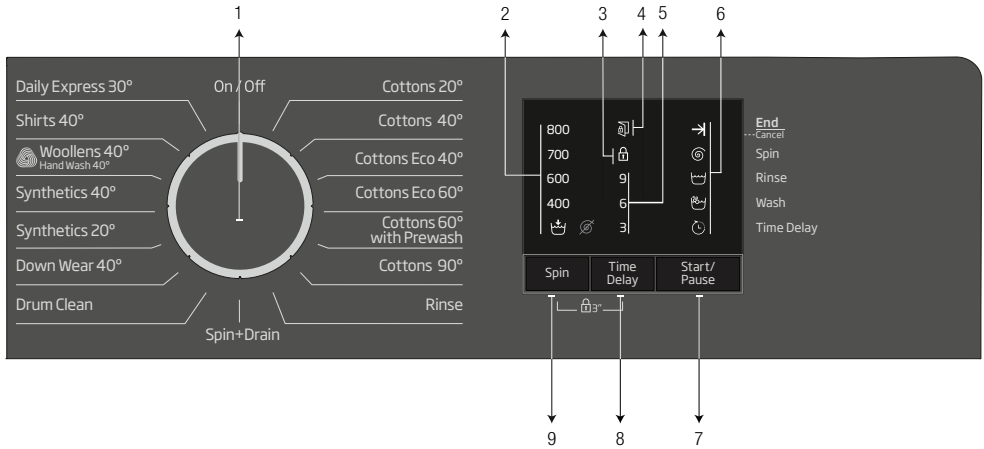 1
2
3
4
5
6
Daily Express 30°
On / Off
Cottons 20°
Shirts 40°
Cottons 40°
Woollens 40°
Hand Wash 40°
Cottons Eco 40°
Synthetics 40°
Cottons Eco 60°
Synthetics 20°
Cottons 60°
with Prewash
Down Wear 40°
Cottons 90°
Drum Clean
Rinse
Spin+Drain
800
700
600
400
9
6
3
End
Cancel
Spin
Rinse
Wash
Time Delay
Spin
Time
Delay
Start/
Pause
3"
9
8
7